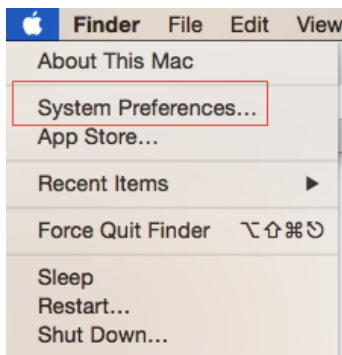 Finder File Edit View
About This Mac
System Preferences...
App Store...
Recent Items ▶
Force Quit Finder ⌥⇧⌘⎋
Sleep
Restart...
Shut Down...